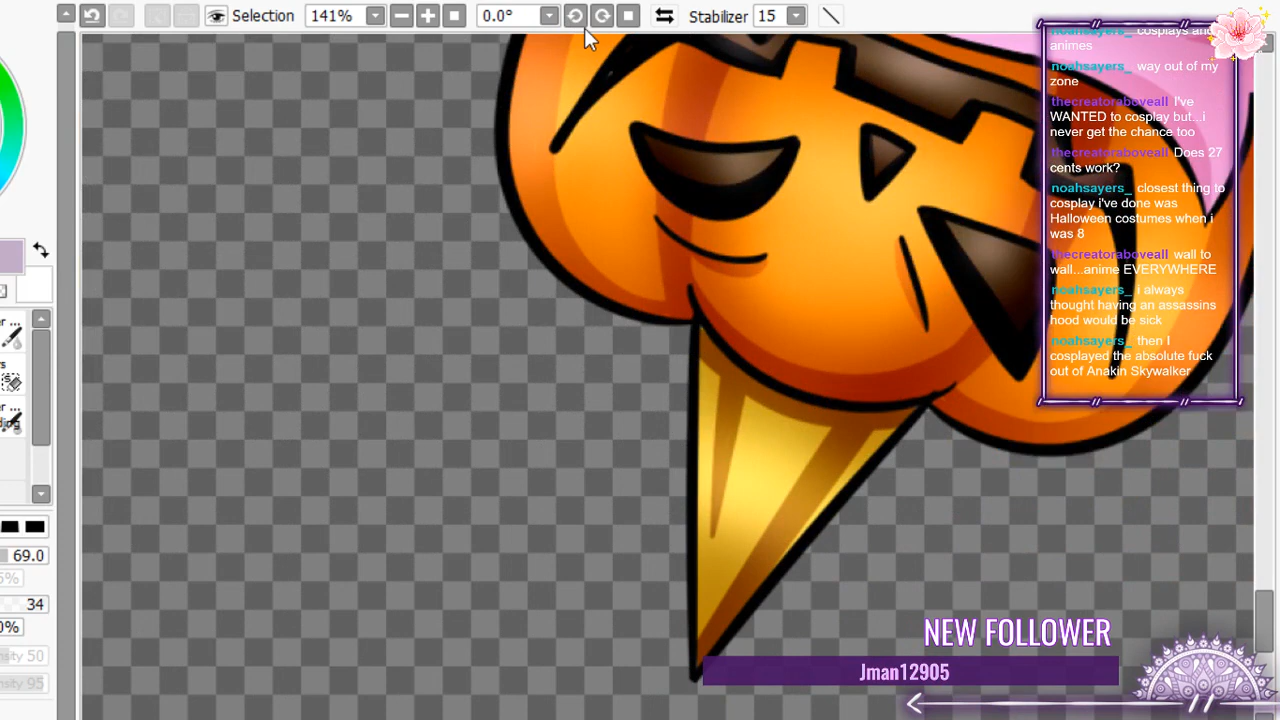 Selection 141% 0.0° Stabilizer 15
noahsayers_ cosplays and
animes
noahsayers_ way out of my
zone
thecreatoraboveall I've
WANTED to cosplay but...i
never get the chance too
thecreatoraboveall Does 27
cents work?
noahsayers_ closest thing to
cosplay i've done was
Halloween costumes when i
was 8
thecreatoraboveall wall to
wall...anime EVERYWHERE
noahsayers_ i always
thought having an assassins
hood would be sick
noahsayers_ then I
cosplayed the absolute fuck
out of Anakin Skywalker
69.0
34
50
95
NEW FOLLOWER
Jman12905